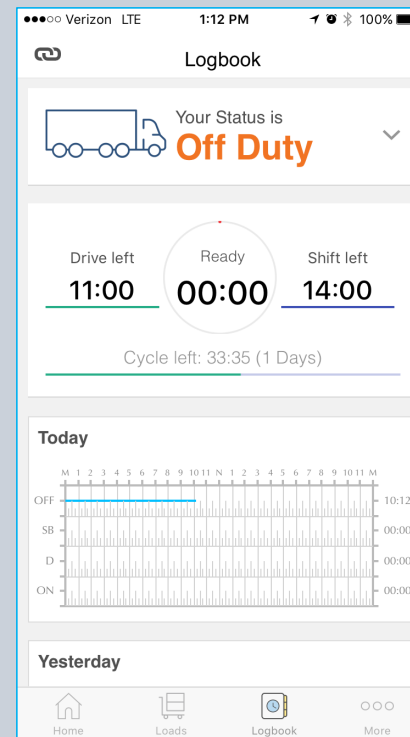 ●●●○○ Verizon LTE 1:12 PM 100%
Logbook
Your Status is
Off Duty
Drive left Ready Shift left
11:00 00:00 14:00
Cycle left: 33:35 (1 Days)
Today
M 1 2 3 4 5 6 7 8 9 10 11 N 1 2 3 4 5 6 7 8 9 10 11 M
OFF 10:12
SB 00:00
D 00:00
ON 00:00
Yesterday
Home Loads Logbook More